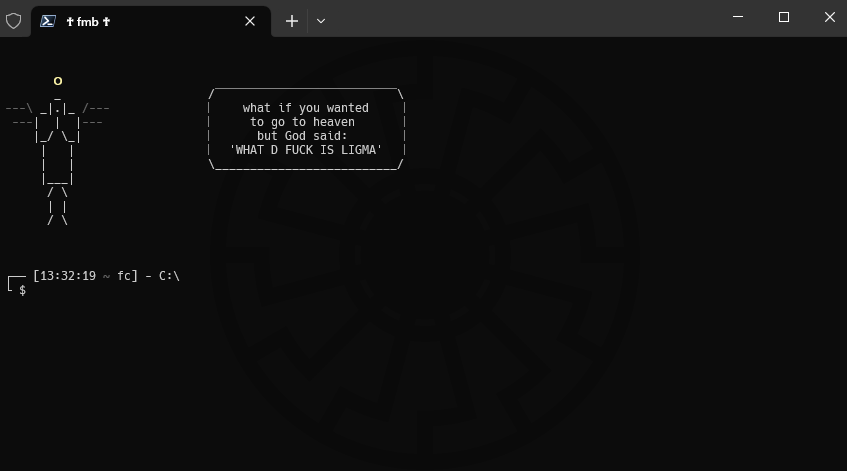 ✝ fmb ✝
what if you wanted
to go to heaven
but God said:
'WHAT D FUCK IS LIGMA'
[13:32:19 ~ fc] - C:\
$